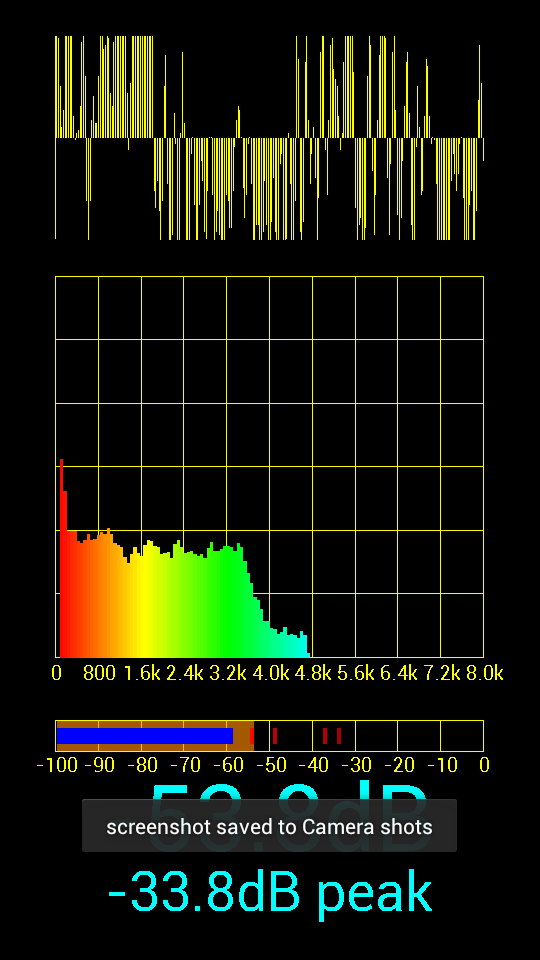 0 800 1.6k 2.4k 3.2k 4.0k 4.8k 5.6k 6.4k 7.2k 8.0k
-100 -90 -80 -70 -60 -50 -40 -30 -20 -10 0
53.8dB
screenshot saved to Camera shots
-33.8dB peak